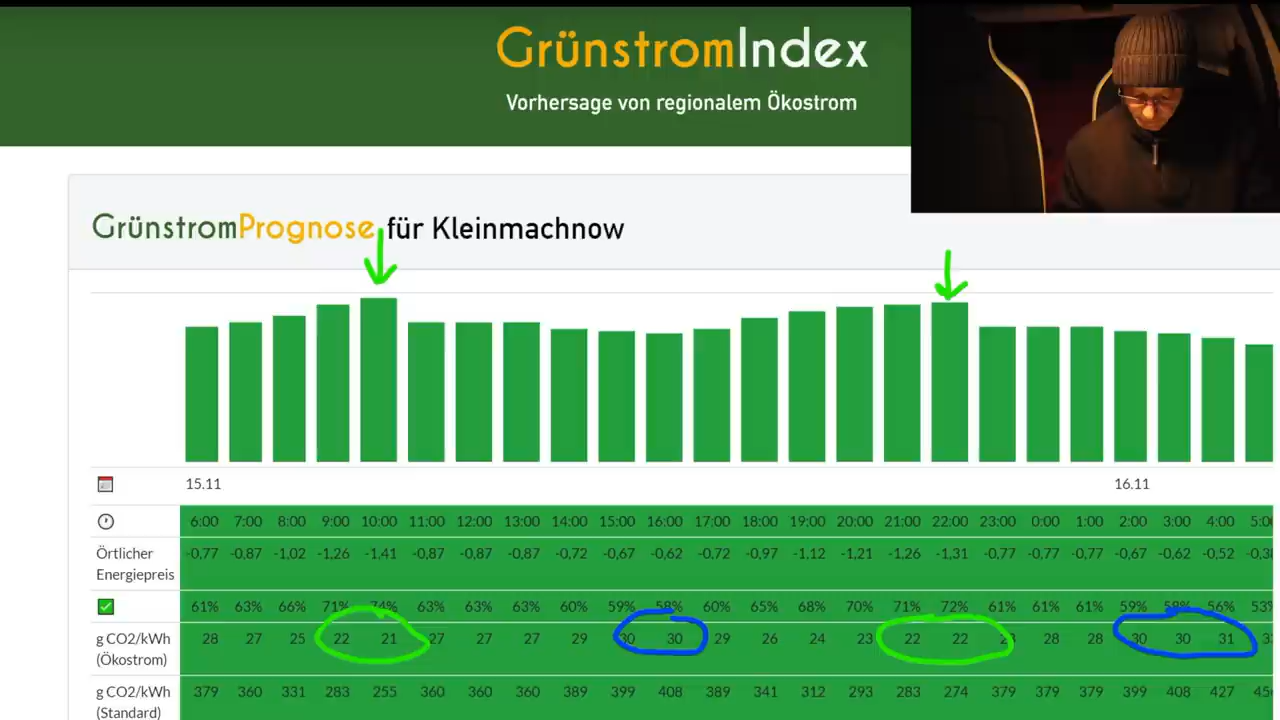 GrünstromIndex
Vorhersage von regionalem Ökostrom
GrünstromPrognose für Kleinmachnow
15.11 16.11
6:00 7:00 8:00 9:00 10:00 11:00 12:00 13:00 14:00 15:00 16:00 17:00 18:00 19:00 20:00 21:00 22:00 23:00 0:00 1:00 2:00 3:00 4:00
Örtlicher Energiepreis -0,77 -0,87 -1,02 -1,26 -1,41 -0,87 -0,87 -0,87 -0,72 -0,67 -0,62 -0,72 -0,97 -1,12 -1,21 -1,26 -1,31 -0,77 -0,77 -0,77 -0,67 -0,62 -0,52
61% 63% 66% 71% 74% 63% 63% 63% 60% 59% 58% 60% 65% 68% 70% 71% 72% 61% 61% 61% 59% 58% 56% 53%
g CO2/kWh (Ökostrom) 28 27 25 22 21 27 27 27 29 30 30 29 26 24 23 22 22 28 28 28 30 30 31
g CO2/kWh (Standard) 379 360 331 283 255 360 360 360 389 399 408 389 341 312 293 283 274 379 379 379 399 408 427